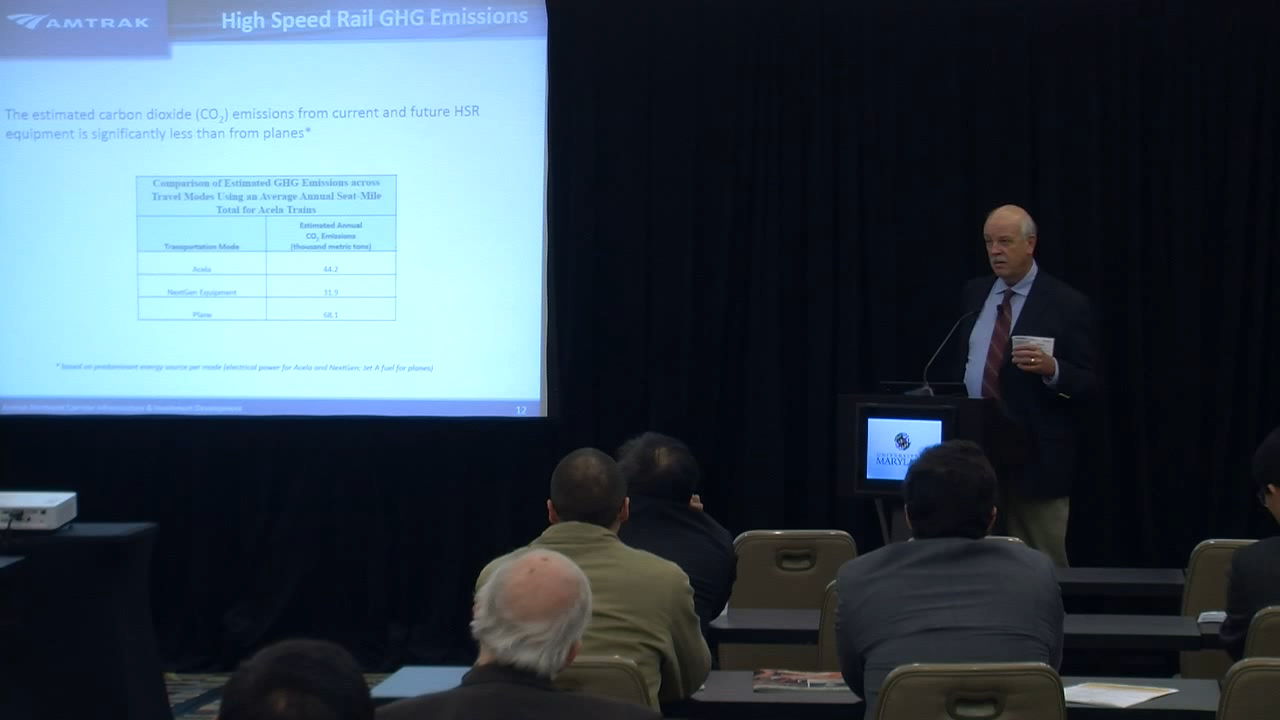 AMTRAK
High Speed Rail GHG Emissions
The estimated carbon dioxide (CO2) emissions from current and future HSR
equipment is significantly less than from planes*
Comparison of Estimated GHG Emissions across
Travel Modes Using an Average Annual Seat-Mile
Total for Acela Trains
Transportation Mode
Estimated Annual
CO2 Emissions
(thousand metric tons)
Acela
44.2
NextGen Equipment
31.9
Plane
68.1
* based on predominant energy source per mode (electrical power for Acela and NextGen; Jet A fuel for planes)
12